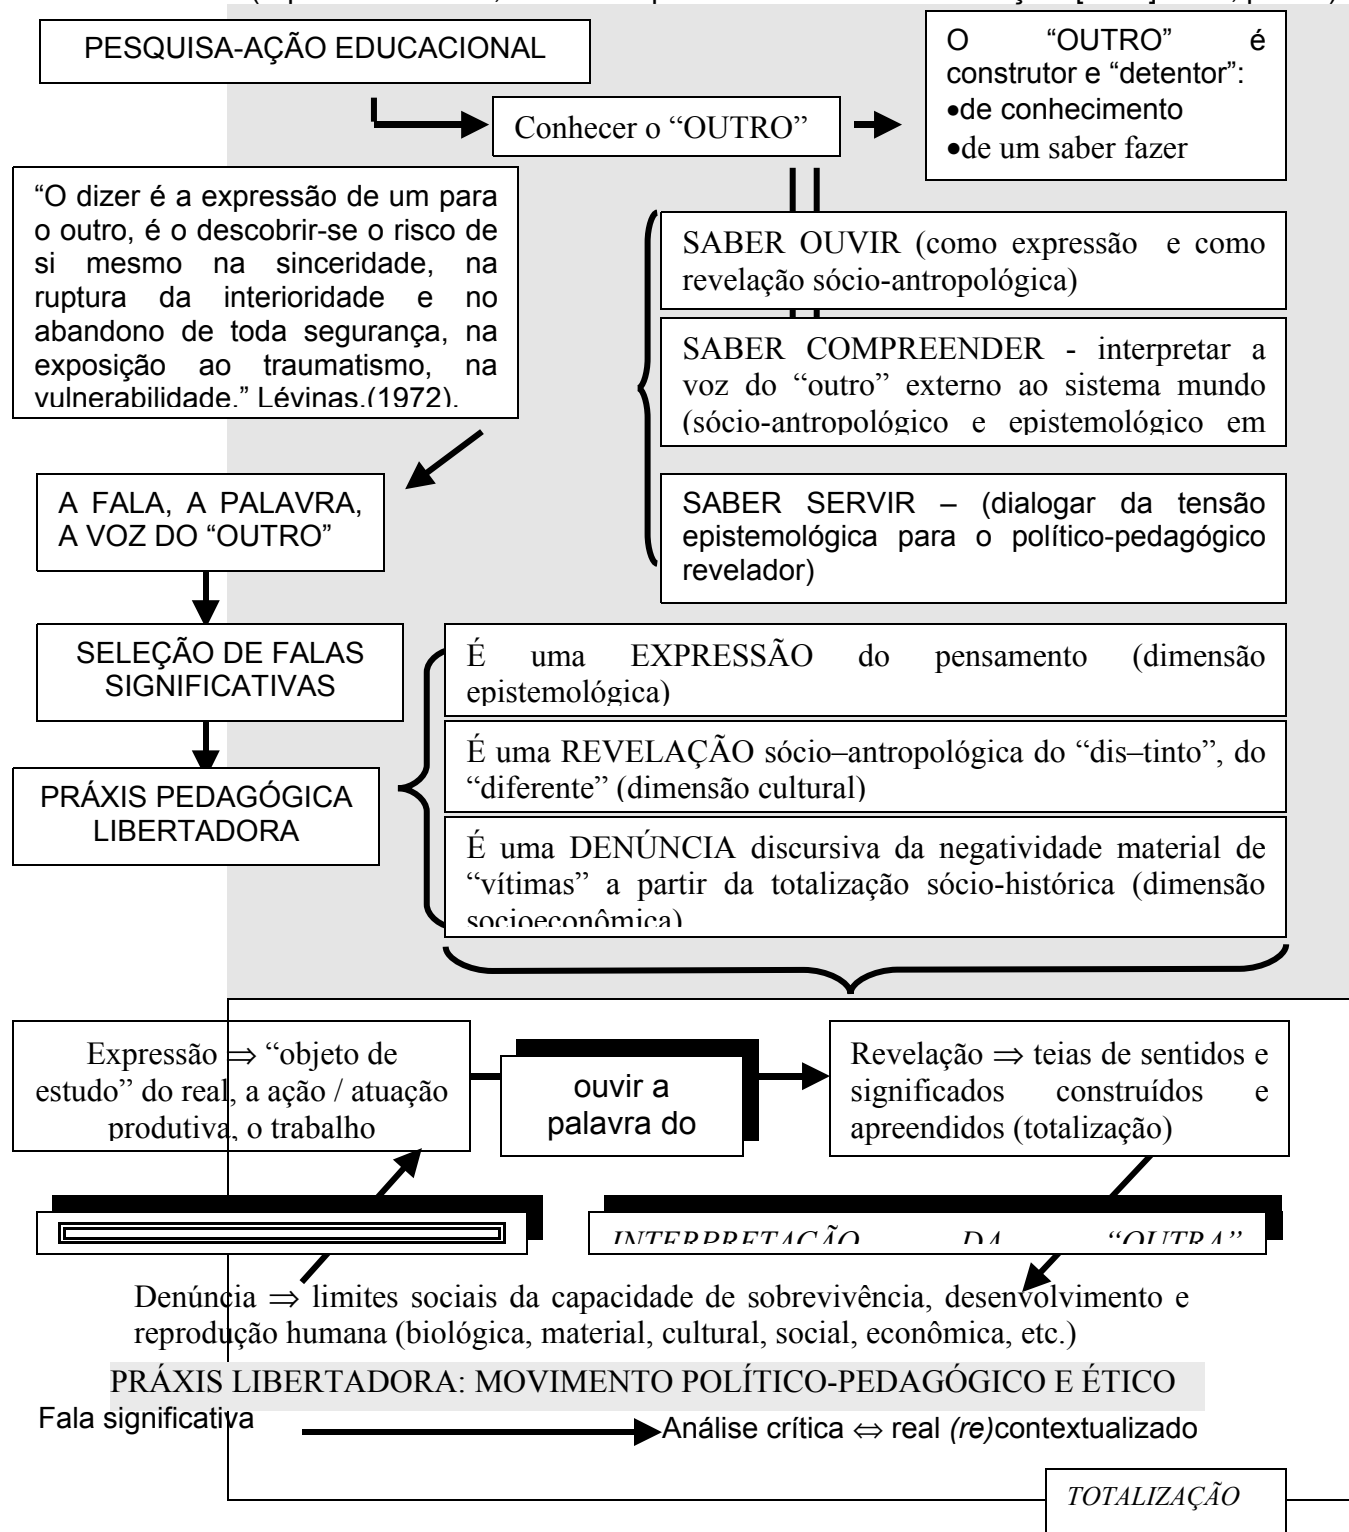 PESQUISA-AÇÃO EDUCACIONAL
O “OUTRO” é
construtor e “detentor”:
•de conhecimento
•de um saber fazer
Conhecer o “OUTRO”
“O dizer é a expressão de um para
o outro, é o descobrir-se o risco de
si mesmo na sinceridade, na
ruptura da interioridade e no
abandono de toda segurança, na
exposição ao traumatismo, na
vulnerabilidade.” Lévinas.(1972).
SABER OUVIR (como expressão e como
revelação sócio-antropológica)
SABER COMPREENDER - interpretar a
voz do “outro” externo ao sistema mundo
(sócio-antropológico e epistemológico em
SABER SERVIR – (dialogar da tensão
epistemológica para o político-pedagógico
revelador)
A FALA, A PALAVRA,
A VOZ DO “OUTRO”
SELEÇÃO DE FALAS
SIGNIFICATIVAS
PRÁXIS PEDAGÓGICA
LIBERTADORA
É uma EXPRESSÃO do pensamento (dimensão
epistemológica)
É uma REVELAÇÃO sócio–antropológica do “dis–tinto”, do
“diferente” (dimensão cultural)
É uma DENÚNCIA discursiva da negatividade material de
“vítimas” a partir da totalização sócio-histórica (dimensão
socioeconômica)
Expressão ⇒ “objeto de
estudo” do real, a ação / atuação
produtiva, o trabalho
ouvir a
palavra do
Revelação ⇒ teias de sentidos e
significados construídos e
apreendidos (totalização)
INTERPRETAÇÃO DA “OUTRA”
Denúncia ⇒ limites sociais da capacidade de sobrevivência, desenvolvimento e
reprodução humana (biológica, material, cultural, social, econômica, etc.)
PRÁXIS LIBERTADORA: MOVIMENTO POLÍTICO-PEDAGÓGICO E ÉTICO
Fala significativa
Análise crítica ⇔ real (re)contextualizado
TOTALIZAÇÃO